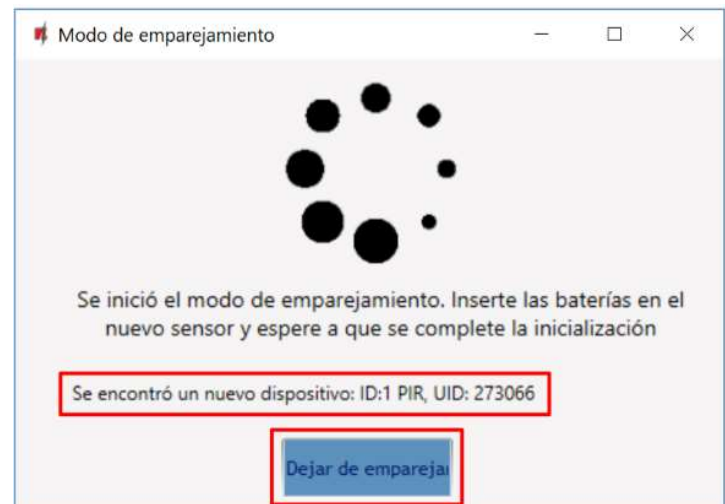 Modo de emparejamiento
Se inició el modo de emparejamiento. Inserte las baterías en el
nuevo sensor y espere a que se complete la inicialización
Se encontró un nuevo dispositivo: ID:1 PIR, UID: 273066
Dejar de empareja